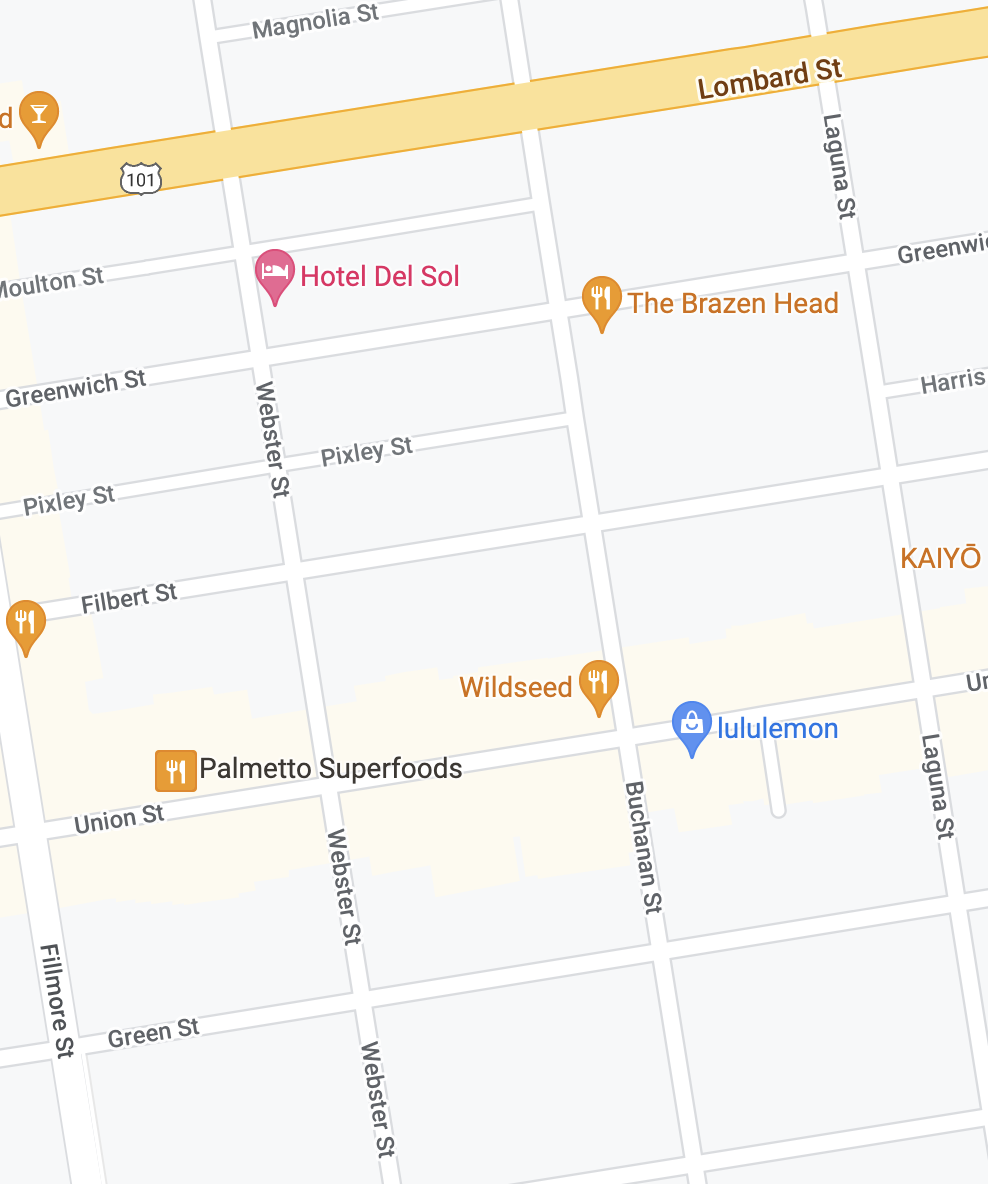 Magnolia St
Lombard St
d
101
Laguna St
Greenwi
Moulton St
Hotel Del Sol
The Brazen Head
Greenwich St
Harris
Webster St
Pixley St
Pixley St
KAIYŌ
Filbert St
Wildseed
Un
lululemon
Palmetto Superfoods
Union St
Laguna St
Buchanan St
Webster St
Fillmore St
Green St
Webster St